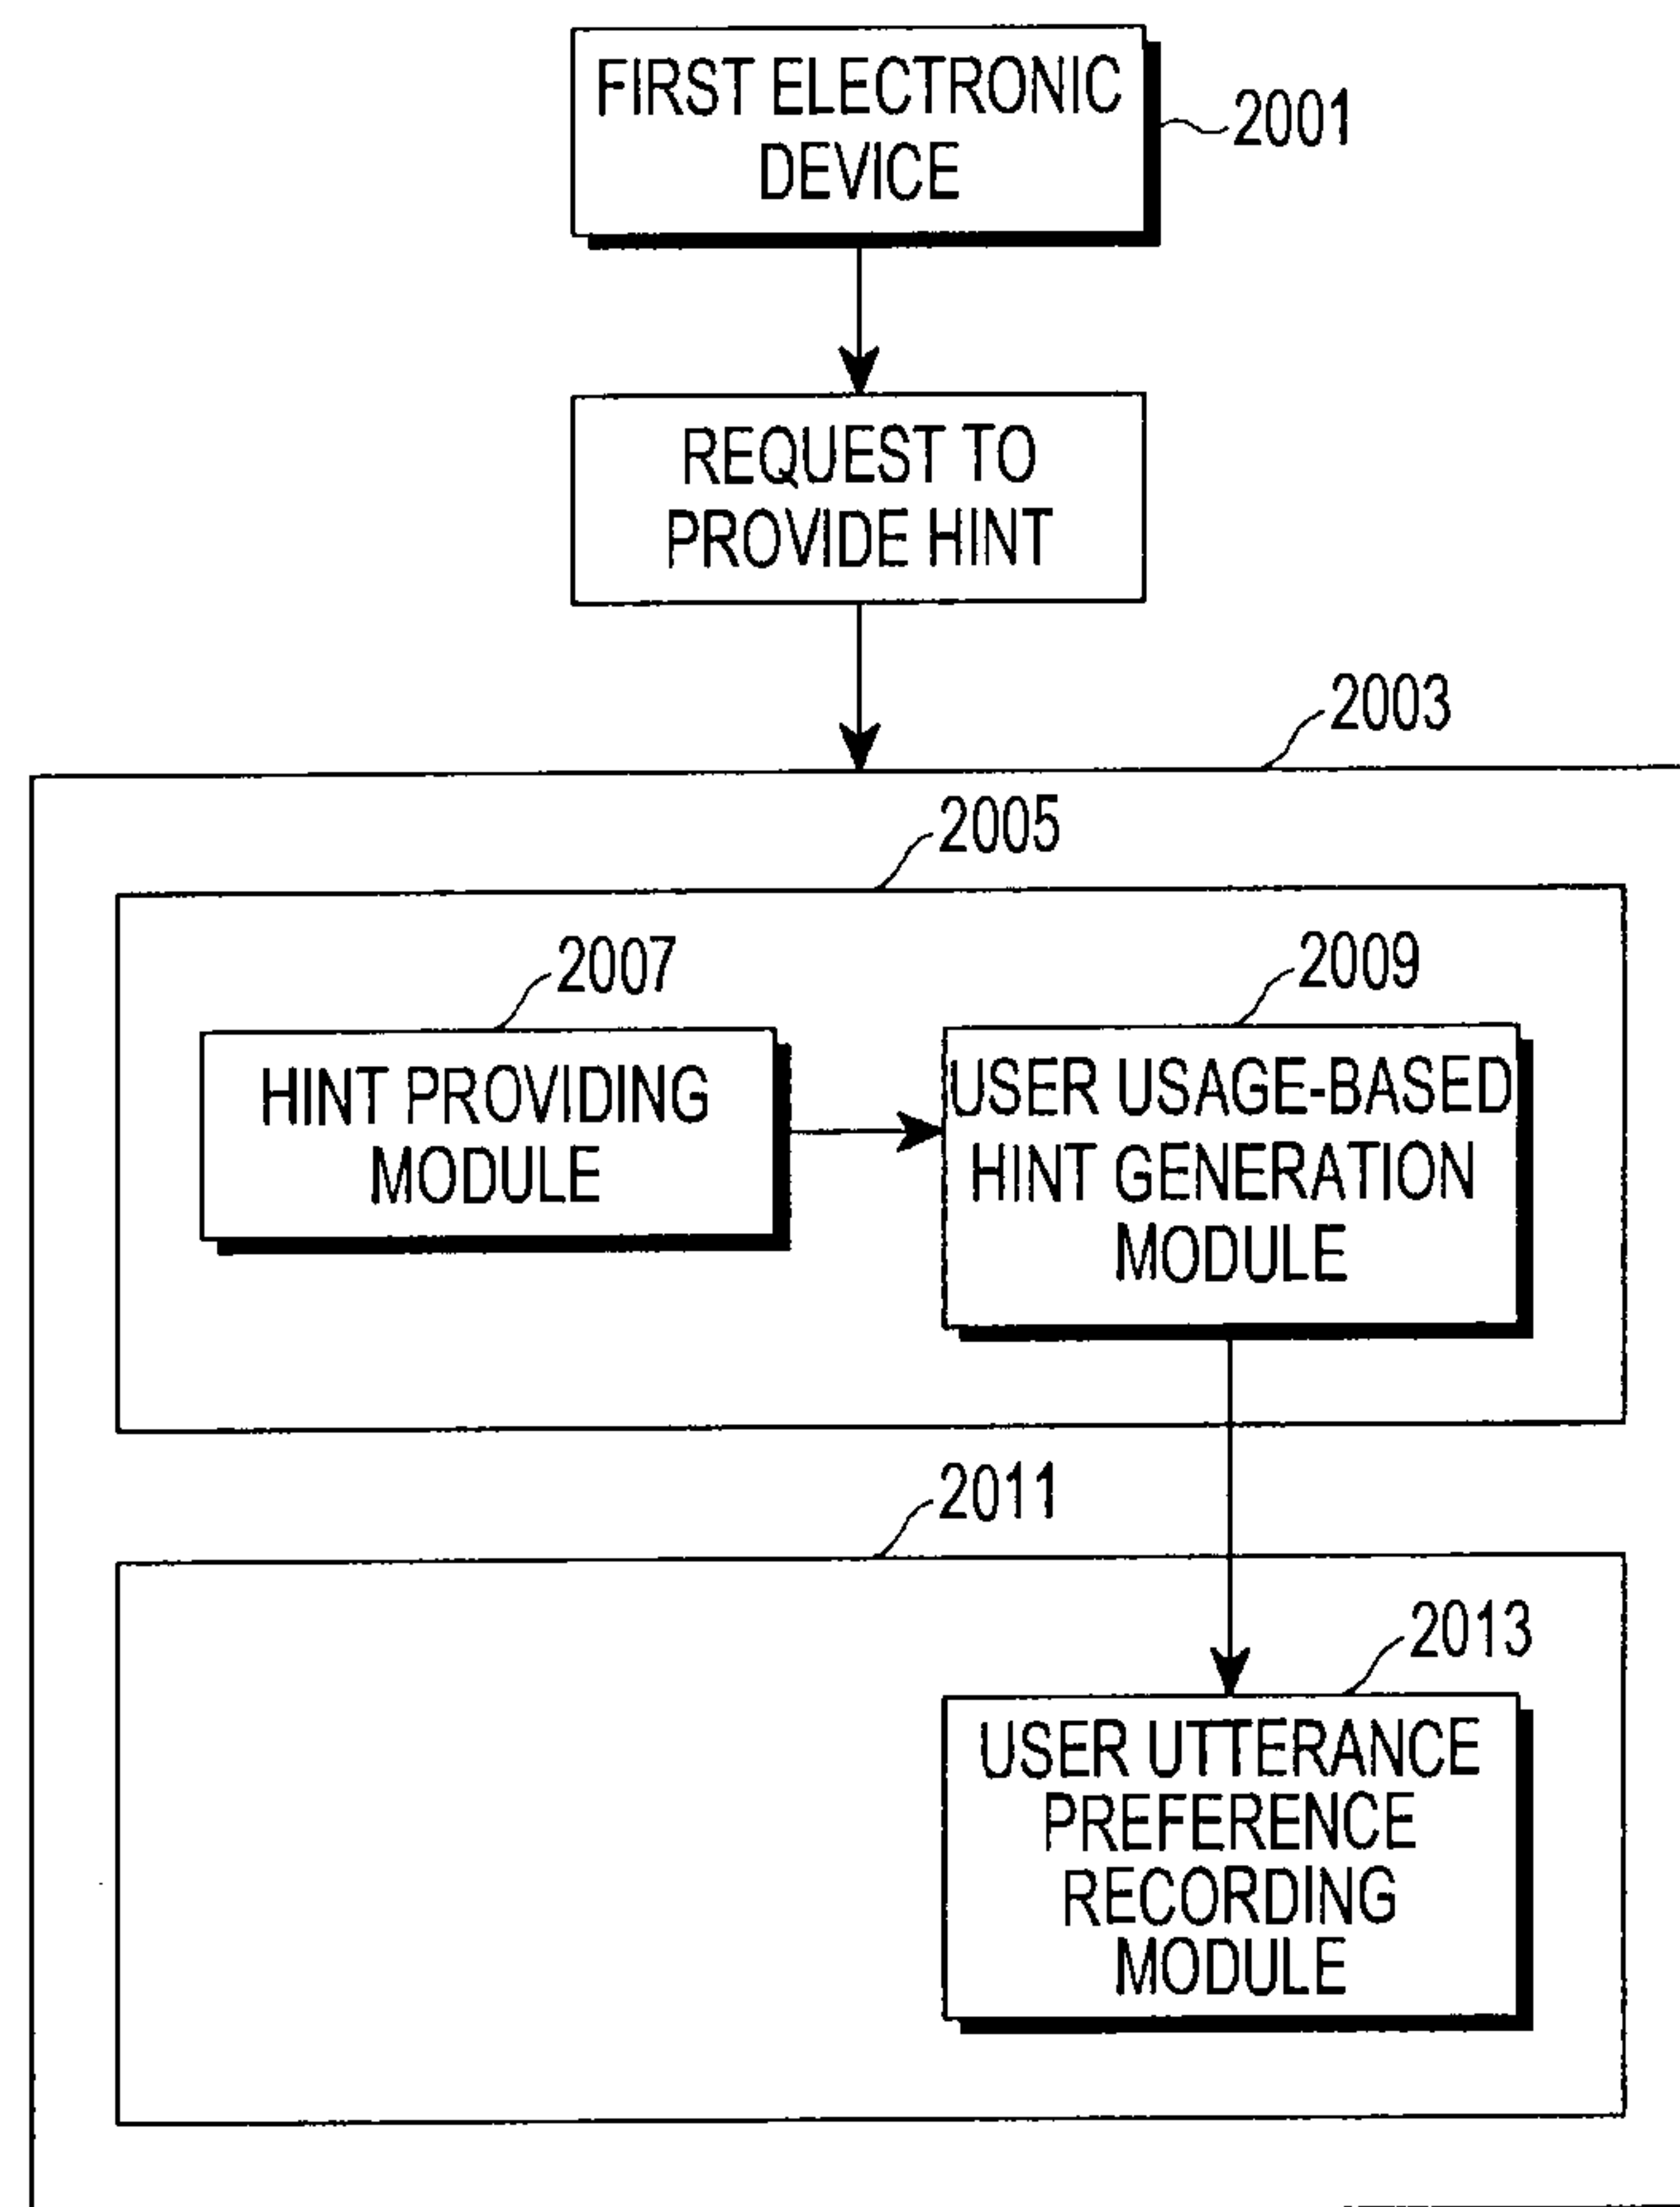 FIRST ELECTRONIC
DEVICE
2001
REQUEST TO
PROVIDE HINT
2003
2005
2007
HINT PROVIDING
MODULE
2009
USER USAGE-BASED
HINT GENERATION
MODULE
2011
2013
USER UTTERANCE
PREFERENCE
RECORDING
MODULE